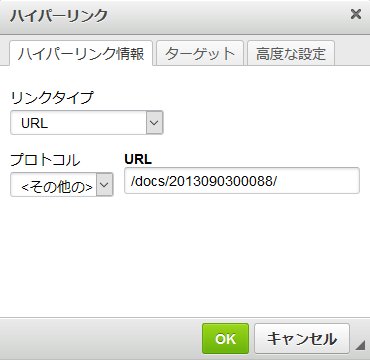 ハイパーリンク
ハイパーリンク情報 ターゲット 高度な設定
リンクタイプ
URL
プロトコル URL
<その他の> /docs/2013090300088/
OK キャンセル